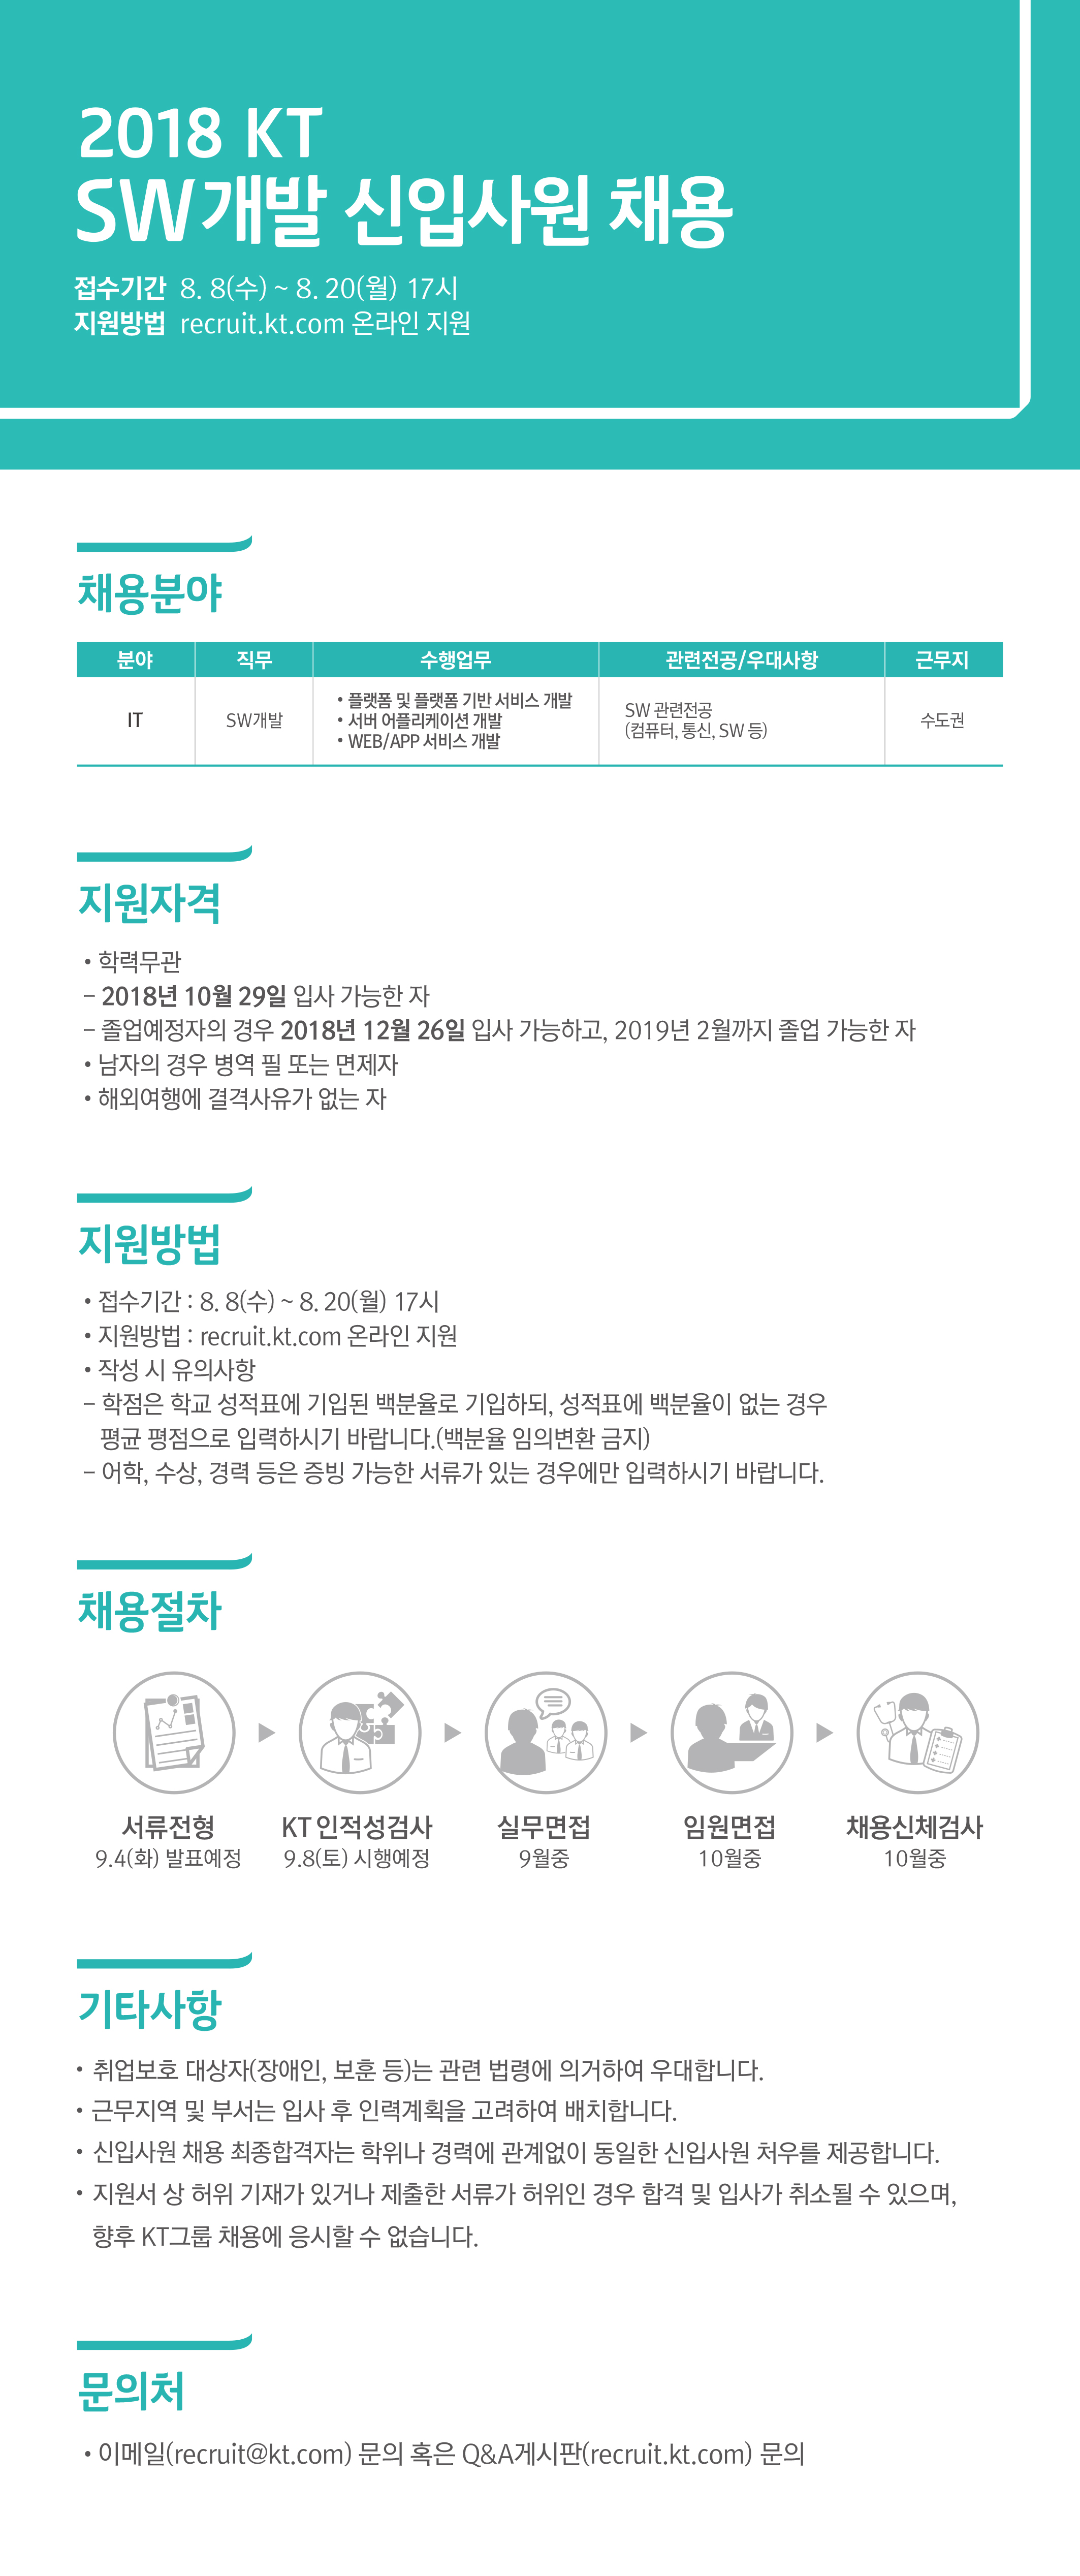 2018 KT
SW개발 신입사원 채용
접수기간 8. 8(수) ~ 8. 20(월) 17시
지원방법 recruit.kt.com 온라인 지원
채용분야
분야 직무 수행업무 관련전공/우대사항 근무지
IT SW개발
• 플랫폼 및 플랫폼 기반 서비스 개발
• 서버 어플리케이션 개발
• WEB/APP 서비스 개발
SW 관련전공
(컴퓨터, 통신, SW 등)
수도권
지원자격
• 학력무관
– 2018년 10월 29일 입사 가능한 자
– 졸업예정자의 경우 2018년 12월 26일 입사 가능하고, 2019년 2월까지 졸업 가능한 자
• 남자의 경우 병역 필 또는 면제자
• 해외여행에 결격사유가 없는 자
지원방법
• 접수기간 : 8. 8(수) ~ 8. 20(월) 17시
• 지원방법 : recruit.kt.com 온라인 지원
• 작성 시 유의사항
– 학점은 학교 성적표에 기입된 백분율로 기입하되, 성적표에 백분율이 없는 경우
평균 평점으로 입력하시기 바랍니다.(백분율 임의변환 금지)
– 어학, 수상, 경력 등은 증빙 가능한 서류가 있는 경우에만 입력하시기 바랍니다.
채용절차
서류전형 KT 인적성검사 실무면접 임원면접 채용신체검사
9.4(화) 발표예정 9.8(토) 시행예정 9월중 10월중 10월중
기타사항
• 취업보호 대상자(장애인, 보훈 등)는 관련 법령에 의거하여 우대합니다.
• 근무지역 및 부서는 입사 후 인력계획을 고려하여 배치합니다.
• 신입사원 채용 최종합격자는 학위나 경력에 관계없이 동일한 신입사원 처우를 제공합니다.
• 지원서 상 허위 기재가 있거나 제출한 서류가 허위인 경우 합격 및 입사가 취소될 수 있으며,
향후 KT그룹 채용에 응시할 수 없습니다.
문의처
• 이메일(recruit@kt.com) 문의 혹은 Q&A게시판(recruit.kt.com) 문의